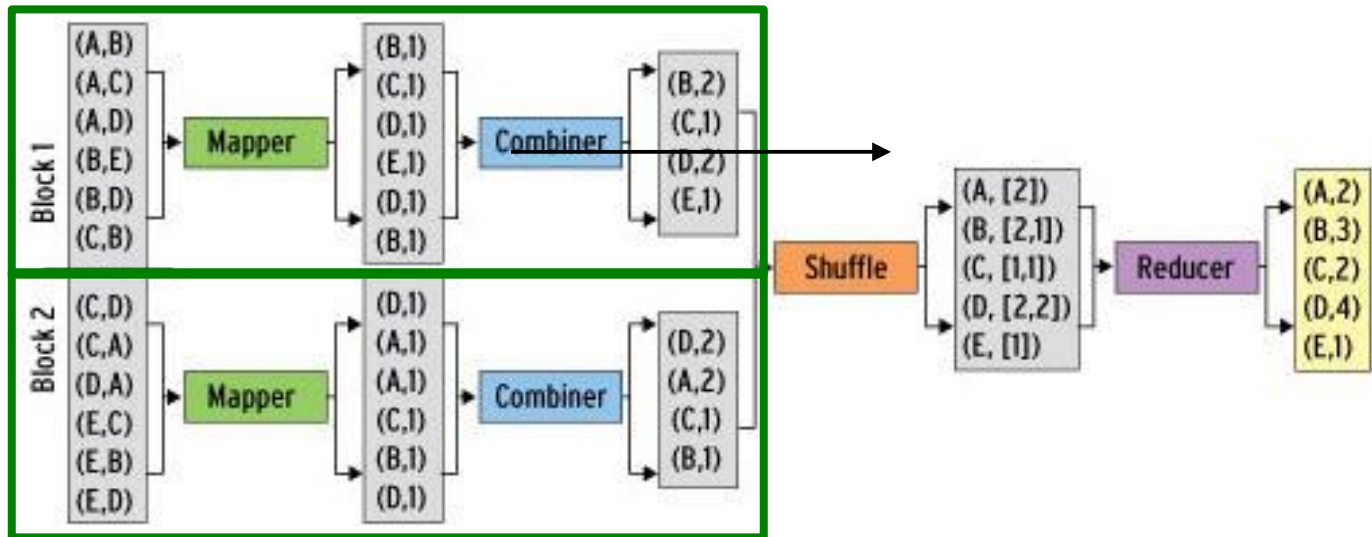 Block 1
(A,B)
(A,C)
(A,D)
(B,E)
(B,D)
(C,B)
Mapper
(B,1)
(C,1)
(D,1)
(E,1)
(D,1)
(B,1)
Combiner
(B,2)
(C,1)
(D,2)
(E,1)
Block 2
(C,D)
(C,A)
(D,A)
(E,C)
(E,B)
(E,D)
Mapper
(D,1)
(A,1)
(A,1)
(C,1)
(B,1)
(D,1)
Combiner
(D,2)
(A,2)
(C,1)
(B,1)
Shuffle
(A, [2])
(B, [2,1])
(C, [1,1])
(D, [2,2])
(E, [1])
Reducer
(A,2)
(B,3)
(C,2)
(D,4)
(E,1)